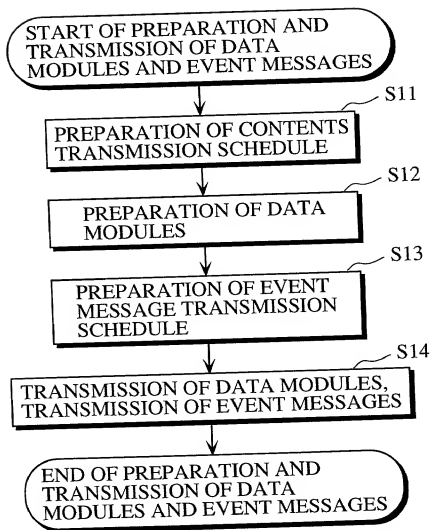 START OF PREPARATION AND
TRANSMISSION OF DATA
MODULES AND EVENT MESSAGES
S11
PREPARATION OF CONTENTS
TRANSMISSION SCHEDULE
S12
PREPARATION OF DATA
MODULES
S13
PREPARATION OF EVENT
MESSAGE TRANSMISSION
SCHEDULE
S14
TRANSMISSION OF DATA MODULES,
TRANSMISSION OF EVENT MESSAGES
END OF PREPARATION AND
TRANSMISSION OF DATA
MODULES AND EVENT MESSAGES